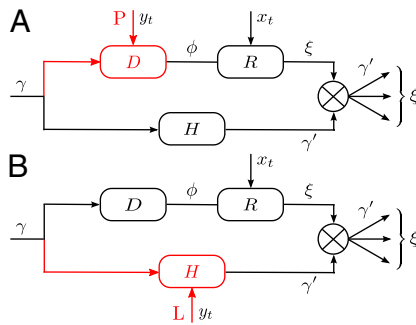 A
P y_t x_t
γ D ϕ R ξ γ′
H γ′ ξ
B
x_t
γ D ϕ R ξ γ′
H γ′ ξ
L y_t